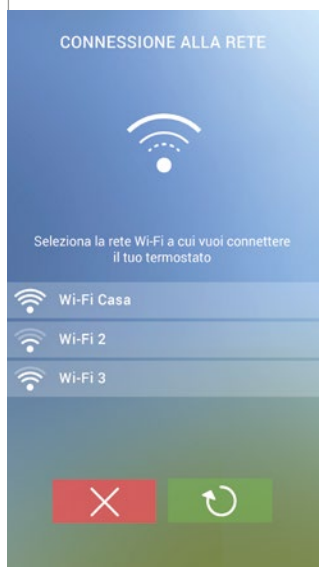 CONNESSIONE ALLA RETE
Seleziona la rete Wi-Fi a cui vuoi connettere
il tuo termostato
Wi-Fi Casa
Wi-Fi 2
Wi-Fi 3